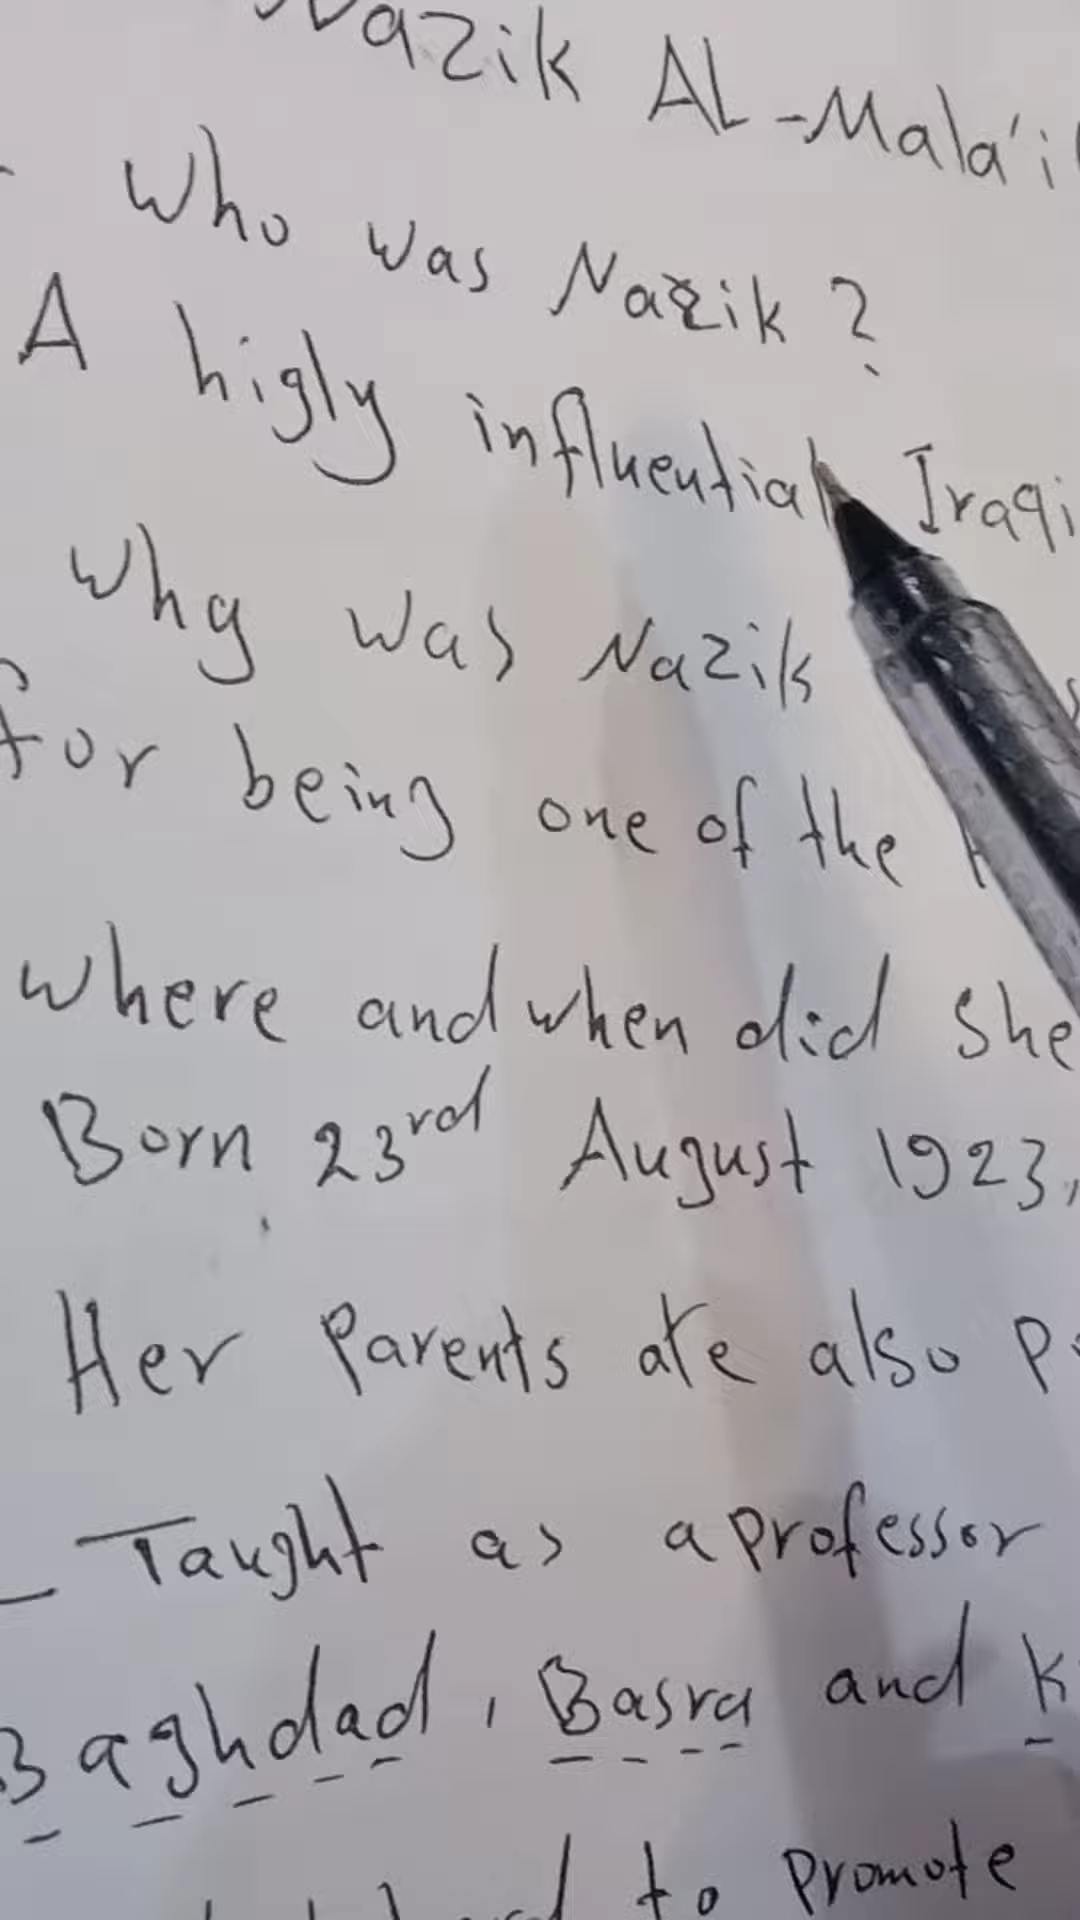 Nazik AL-Mala'i
Who was Nazik ?
A higly influential Iraqi
Why was Nazik
for being one of the
where and when did she
Born 23rd August 1923,
Her Parents are also P
- Taught as a professor
Baghdad, Basra and K
to promote